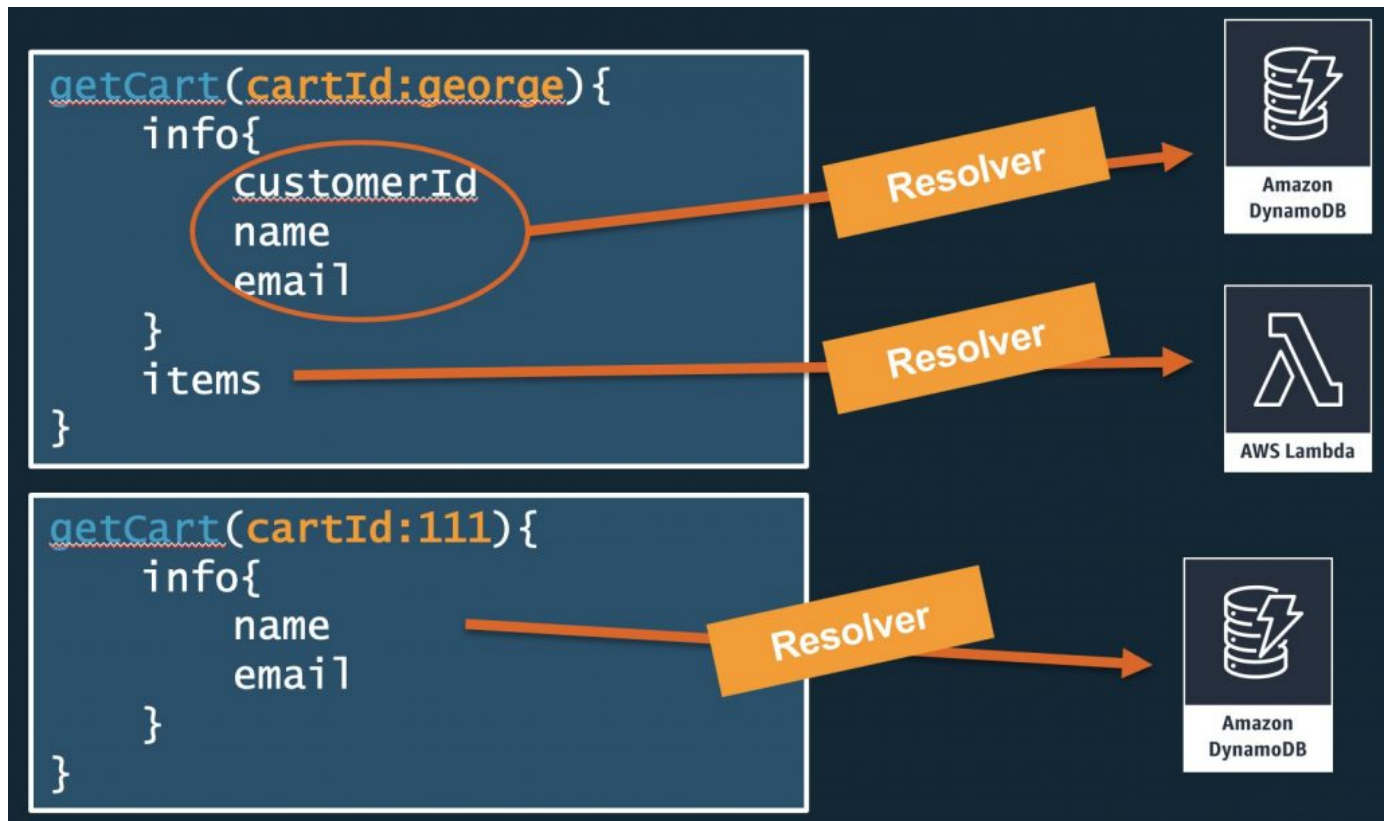 getCart(cartId:george){
info{
customerId
name
email
}
items
}
Resolver
Amazon
DynamoDB
Resolver
AWS Lambda
getCart(cartId:111){
info{
name
email
}
}
Resolver
Amazon
DynamoDB